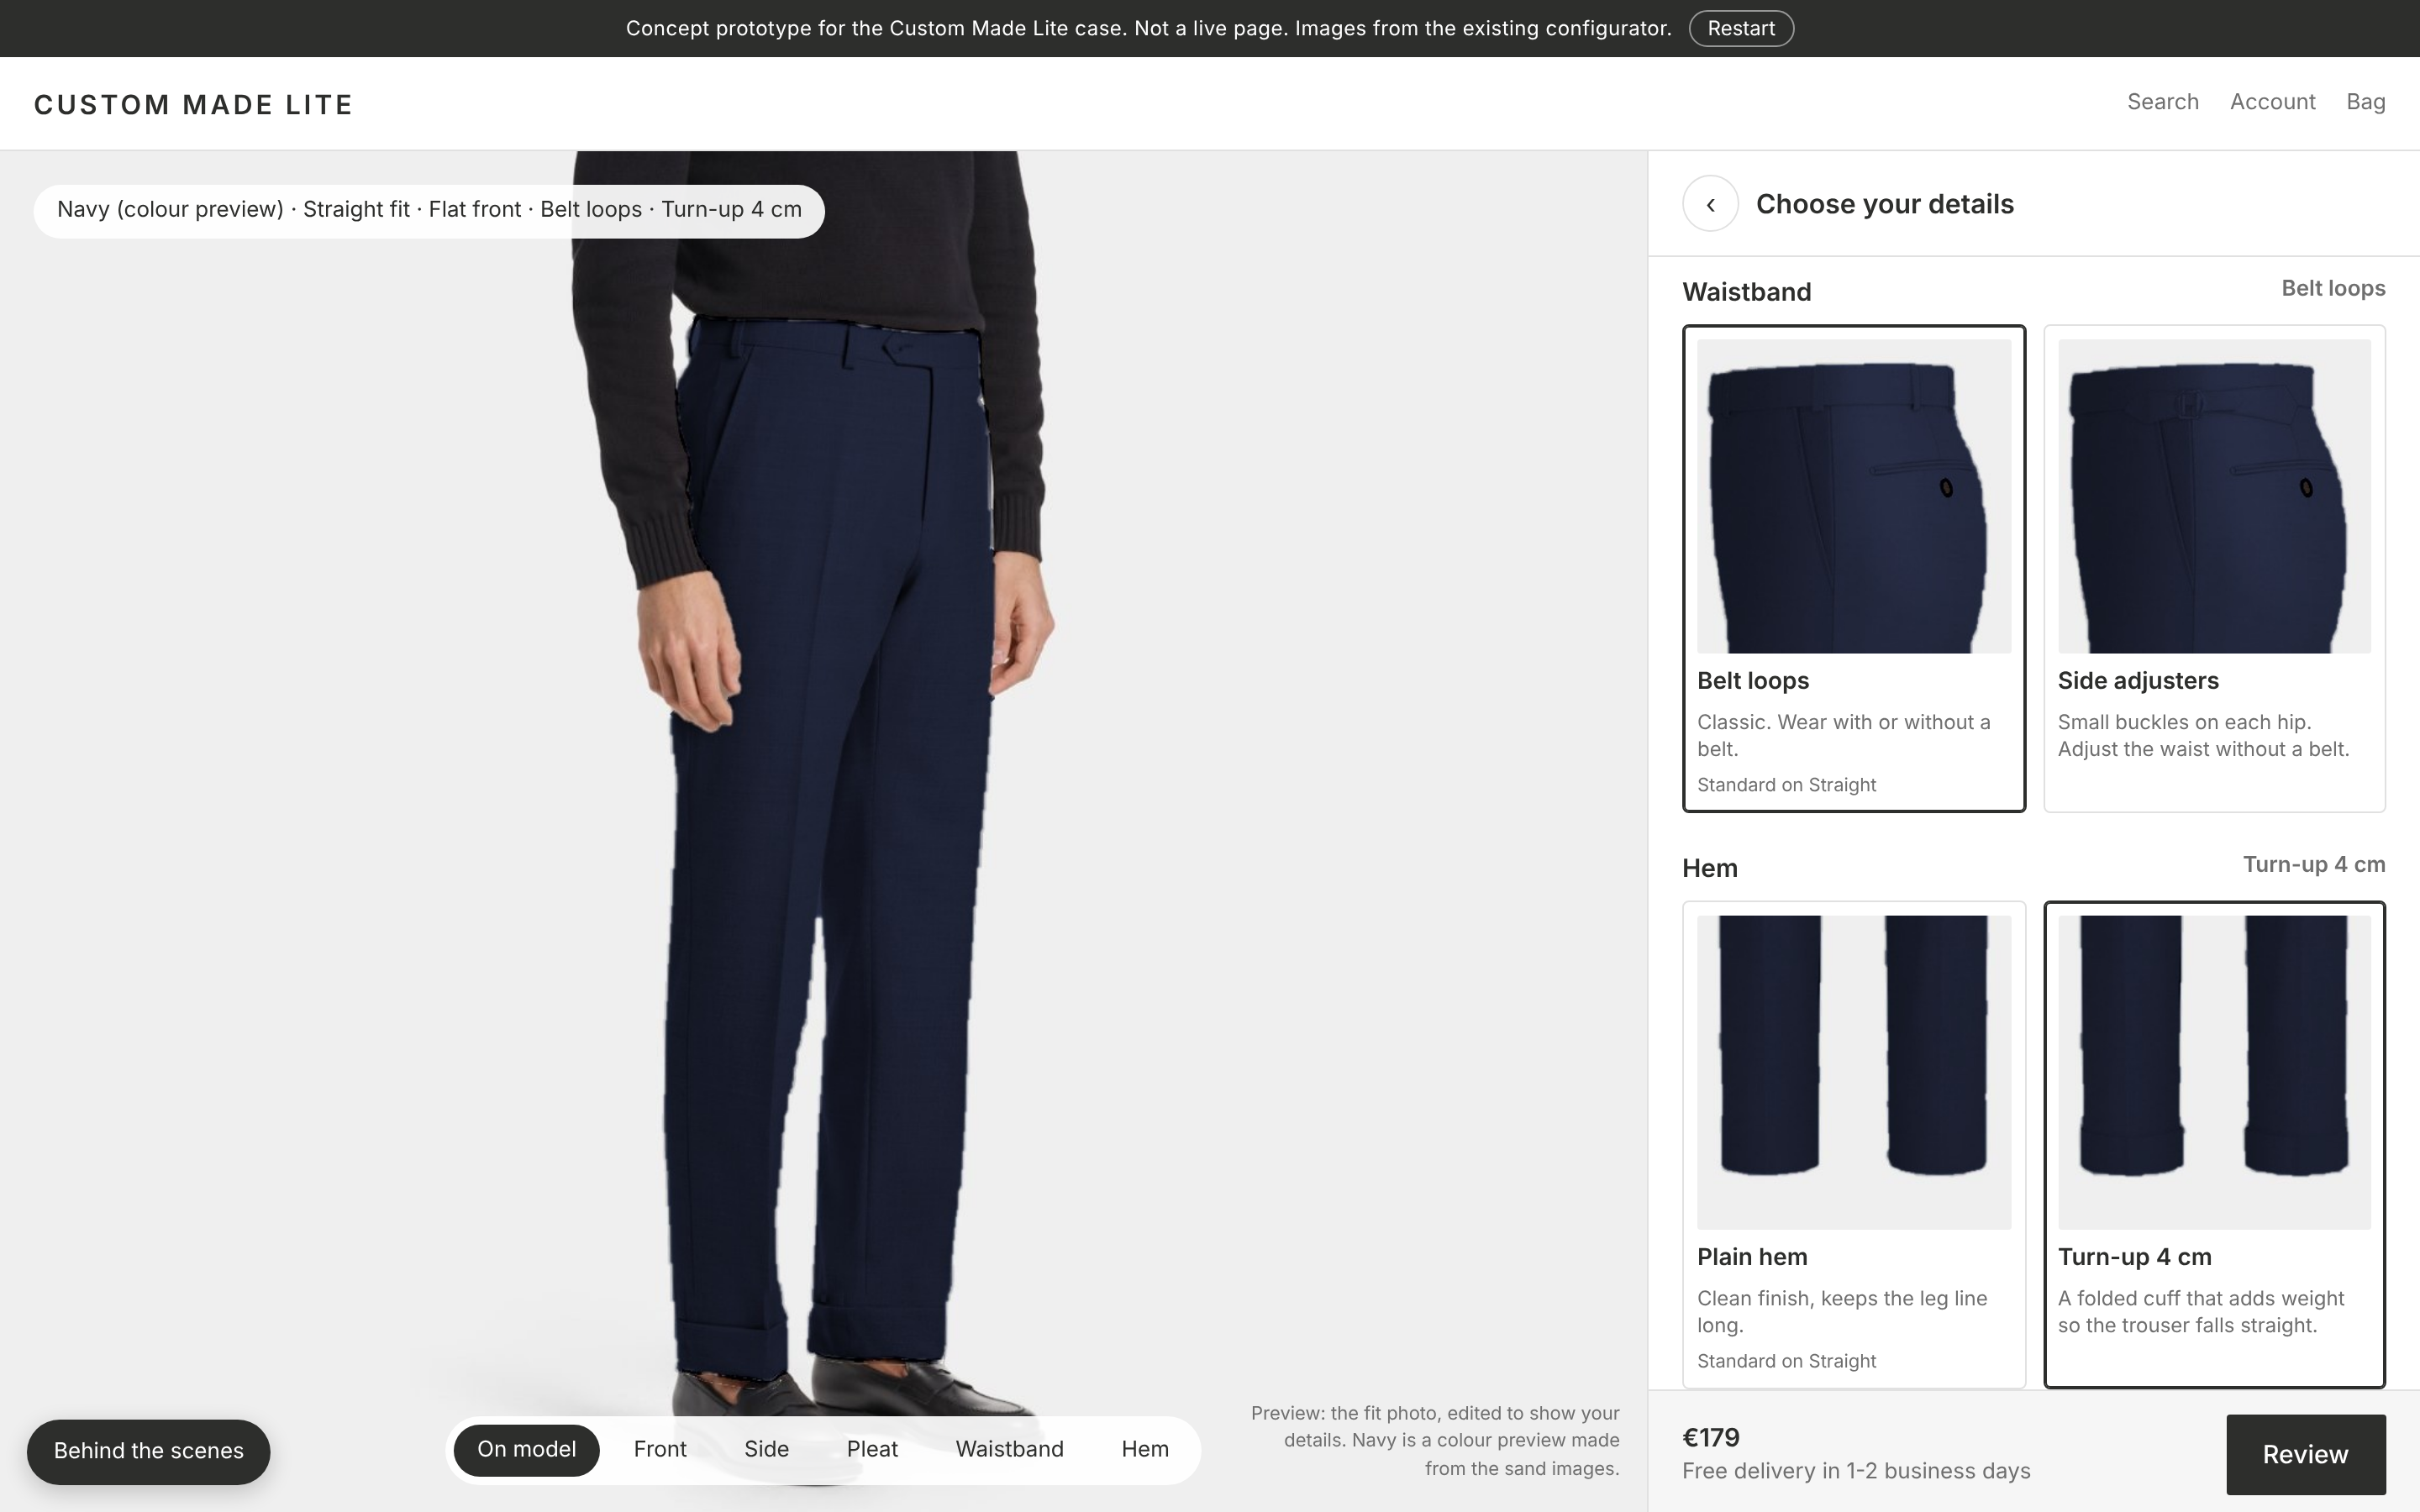 Concept prototype for the Custom Made Lite case. Not a live page. Images from the existing configurator.
Restart
CUSTOM MADE LITE
Search
Account
Bag
Navy (colour preview) · Straight fit · Flat front · Belt loops · Turn-up 4 cm
‹
Choose your details
Waistband
Belt loops
Belt loops
Classic. Wear with or without a
belt.
Standard on Straight
Side adjusters
Small buckles on each hip.
Adjust the waist without a belt.
Hem
Turn-up 4 cm
Plain hem
Clean finish, keeps the leg line
long.
Standard on Straight
Turn-up 4 cm
A folded cuff that adds weight
so the trouser falls straight.
Behind the scenes
On model
Front
Side
Pleat
Waistband
Hem
Preview: the fit photo, edited to show your
details. Navy is a colour preview made
from the sand images.
€179
Free delivery in 1-2 business days
Review